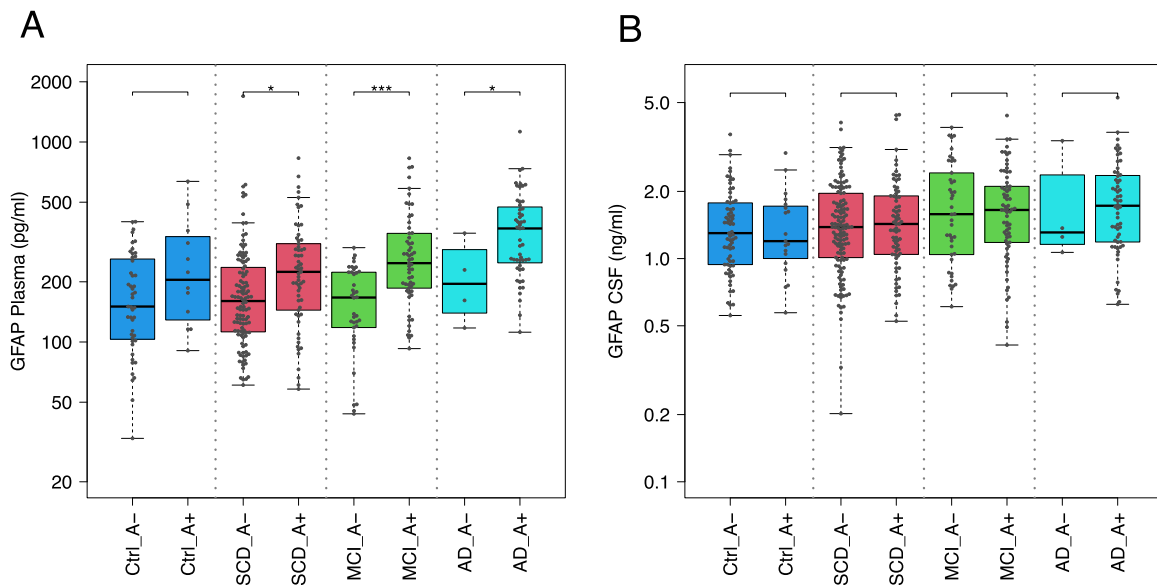 A
GFAP Plasma (pg/ml)
2000
1000
500
200
100
50
20
*
***
*
Ctrl_A−
Ctrl_A+
SCD_A−
SCD_A+
MCI_A−
MCI_A+
AD_A−
AD_A+
B
GFAP CSF (ng/ml)
5.0
2.0
1.0
0.5
0.2
0.1
Ctrl_A−
Ctrl_A+
SCD_A−
SCD_A+
MCI_A−
MCI_A+
AD_A−
AD_A+